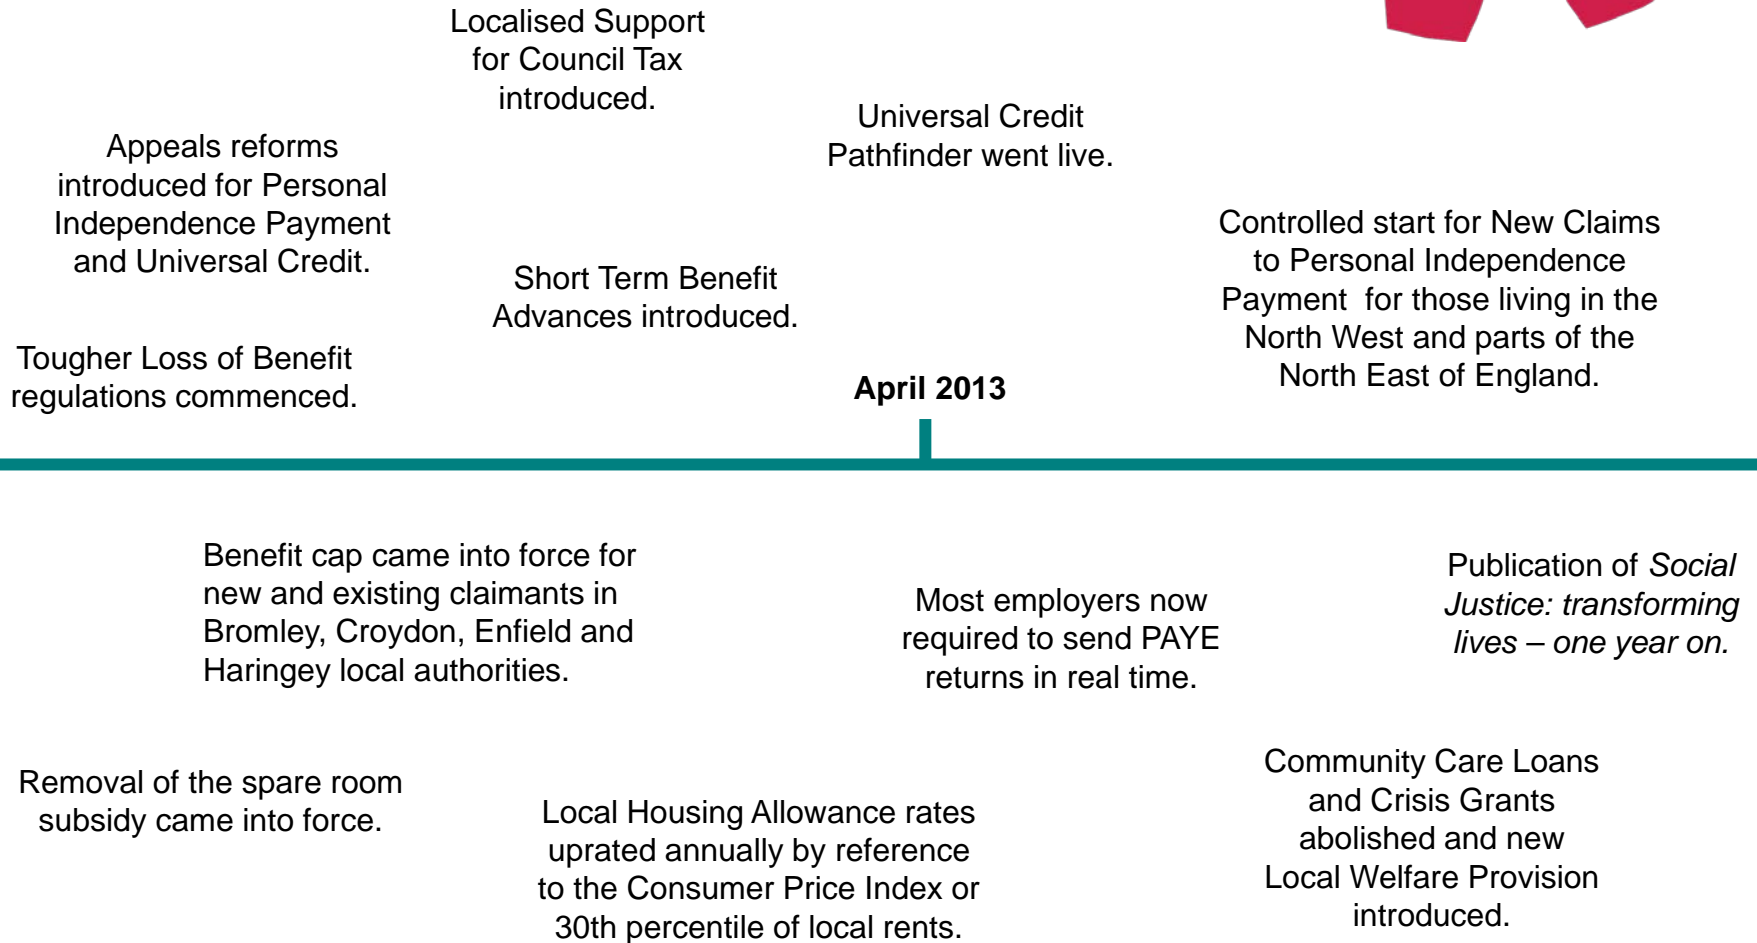 Localised Support
for Council Tax
introduced.
Universal Credit
Pathfinder went live.
Appeals reforms
introduced for Personal
Independence Payment
and Universal Credit.
Controlled start for New Claims
to Personal Independence
Payment  for those living in the
North West and parts of the
North East of England.
Short Term Benefit
Advances introduced.
Tougher Loss of Benefit
regulations commenced.
April 2013
Benefit cap came into force for
new and existing claimants in
Bromley, Croydon, Enfield and
Haringey local authorities.
Most employers now
required to send PAYE
returns in real time.
Publication of Social
Justice: transforming
lives – one year on.
Removal of the spare room
subsidy came into force.
Local Housing Allowance rates
uprated annually by reference
to the Consumer Price Index or
30th percentile of local rents.
Community Care Loans
and Crisis Grants
abolished and new
Local Welfare Provision
introduced.